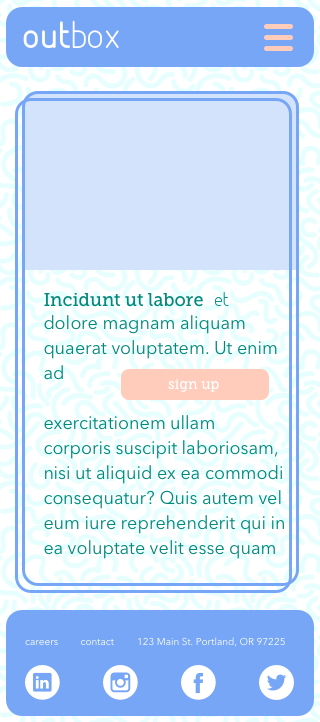 outbox
Incidunt ut labore et
dolore magnam aliquam
quaerat voluptatem. Ut enim
ad
sign up
exercitationem ullam
corporis suscipit laboriosam,
nisi ut aliquid ex ea commodi
consequatur? Quis autem vel
eum iure reprehenderit qui in
ea voluptate velit esse quam
careers contact 123 Main St. Portland, OR 97225